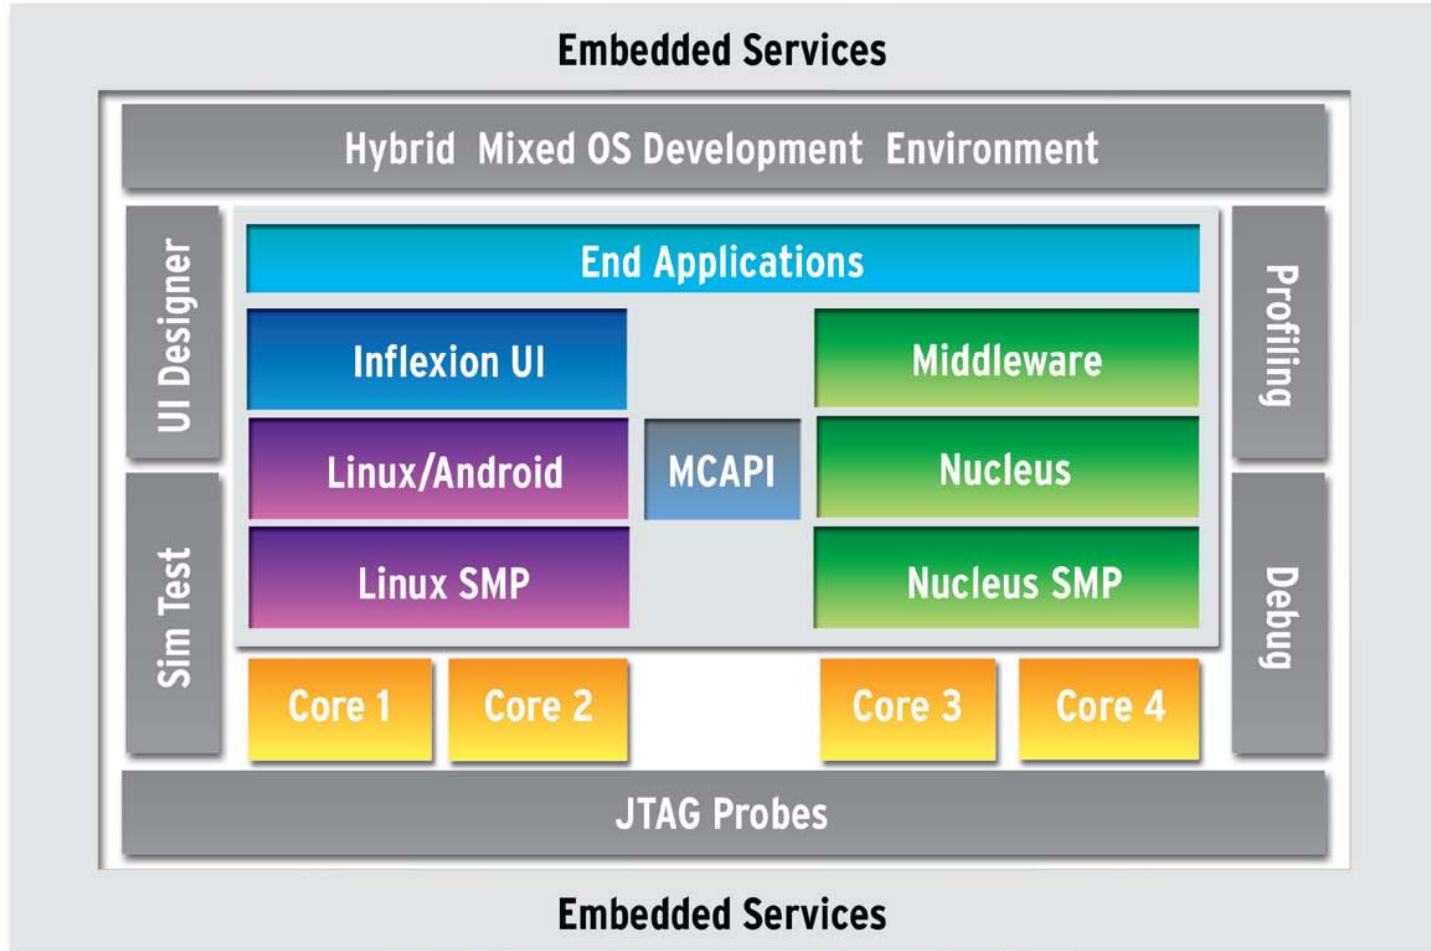 Embedded Services
Hybrid Mixed OS Development Environment
UI Designer
End Applications
Profiling
Inflexion UI
Middleware
Linux/Android
MCAPI
Nucleus
Sim Test
Linux SMP
Nucleus SMP
Debug
Core 1
Core 2
Core 3
Core 4
JTAG Probes
Embedded Services